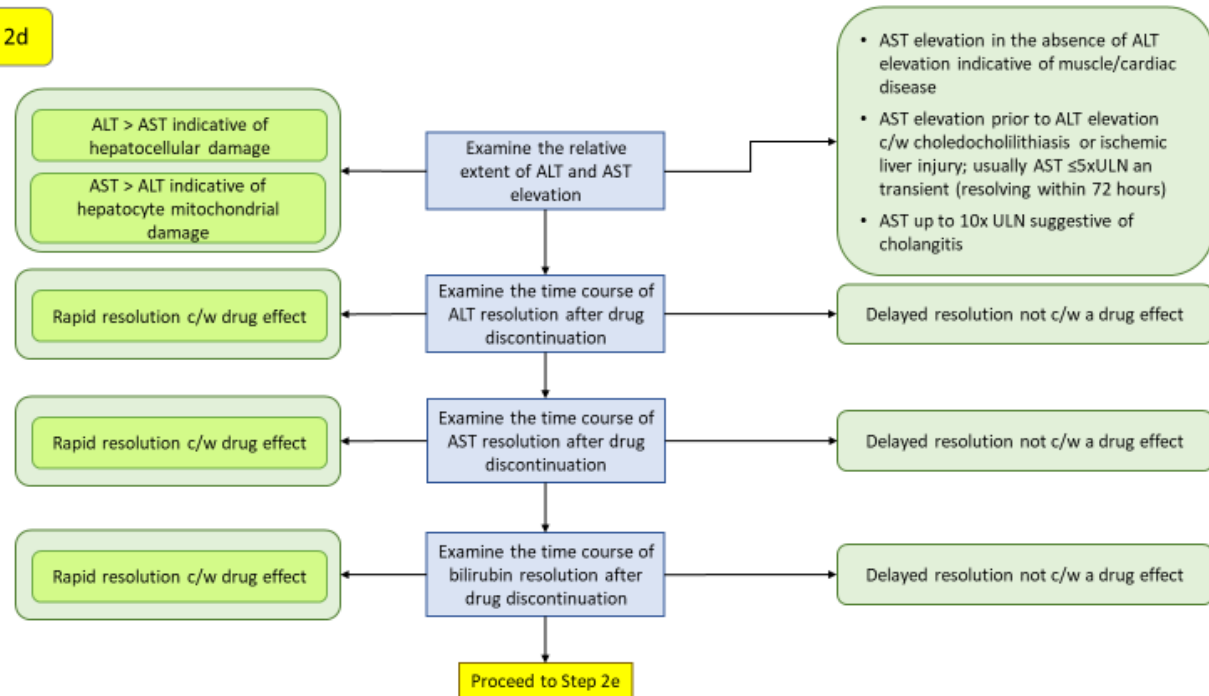 2d
ALT > AST indicative of
hepatocellular damage
AST > ALT indicative of
hepatocyte mitochondrial
damage
Examine the relative
extent of ALT and AST
elevation
• AST elevation in the absence of ALT
elevation indicative of muscle/cardiac
disease
• AST elevation prior to ALT elevation
c/w choledocholilithiasis or ischemic
liver injury; usually AST ≤5xULN an
transient (resolving within 72 hours)
• AST up to 10x ULN suggestive of
cholangitis
Rapid resolution c/w drug effect
Examine the time course of
ALT resolution after drug
discontinuation
Delayed resolution not c/w a drug effect
Rapid resolution c/w drug effect
Examine the time course of
AST resolution after drug
discontinuation
Delayed resolution not c/w a drug effect
Rapid resolution c/w drug effect
Examine the time course of
bilirubin resolution after
drug discontinuation
Delayed resolution not c/w a drug effect
Proceed to Step 2e